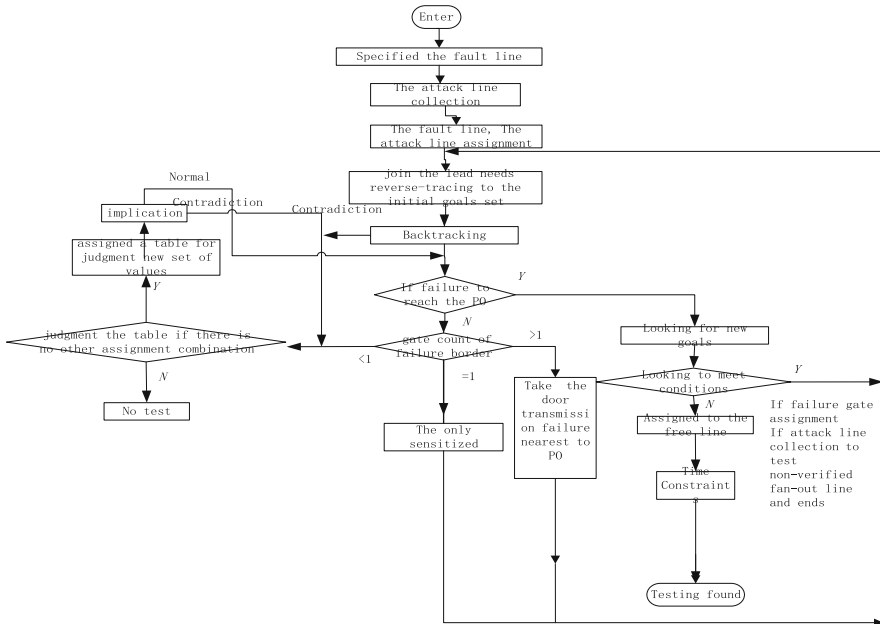 Enter
Specified the fault line
The attack line
collection
The fault line, The
attack line assignment
join the lead needs
reverse-tracing to the
initial goals set
Normal
Contradiction
Contradiction
implication
Backtracking
assigned a table for
judgment new set of
values
Y
If failure to
reach the PO
Y
N
judgment the table if there is
no other assignment combination
gate count of
failure border
<1
=1
>1
Looking for new
goals
N
No test
The only
sensitized
Take the
door
transmissi
on failure
nearest to
PO
Looking to meet
conditions
Y
N
Assigned to the
free line
Time
Constraint
s
If failure gate
assignment
If attack line
collection to
test
non-verified
fan-out line
and ends
Testing found